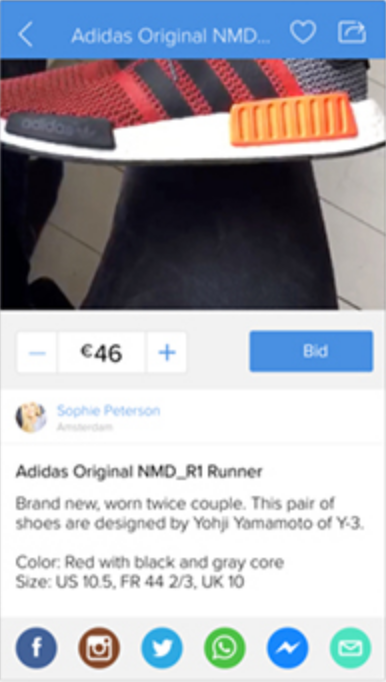 Adidas Original NMD...
adidas
€46
Bid
Sophie Peterson
Amsterdam
Adidas Original NMD_R1 Runner
Brand new, worn twice couple. This pair of
shoes are designed by Yohji Yamamoto of Y-3.
Color: Red with black and gray core
Size: US 10.5, FR 44 2/3, UK 10